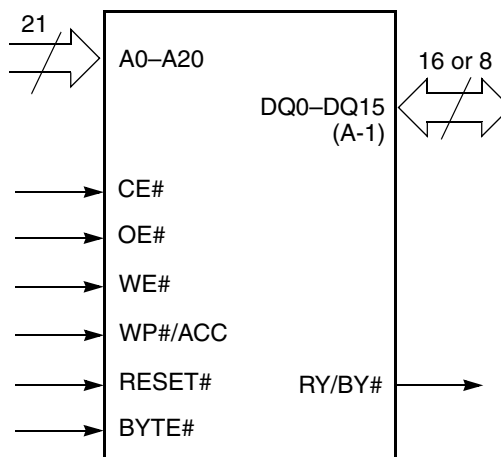 21
A0–A20
16 or 8
DQ0–DQ15
(A-1)
CE#
OE#
WE#
WP#/ACC
RESET#
RY/BY#
BYTE#